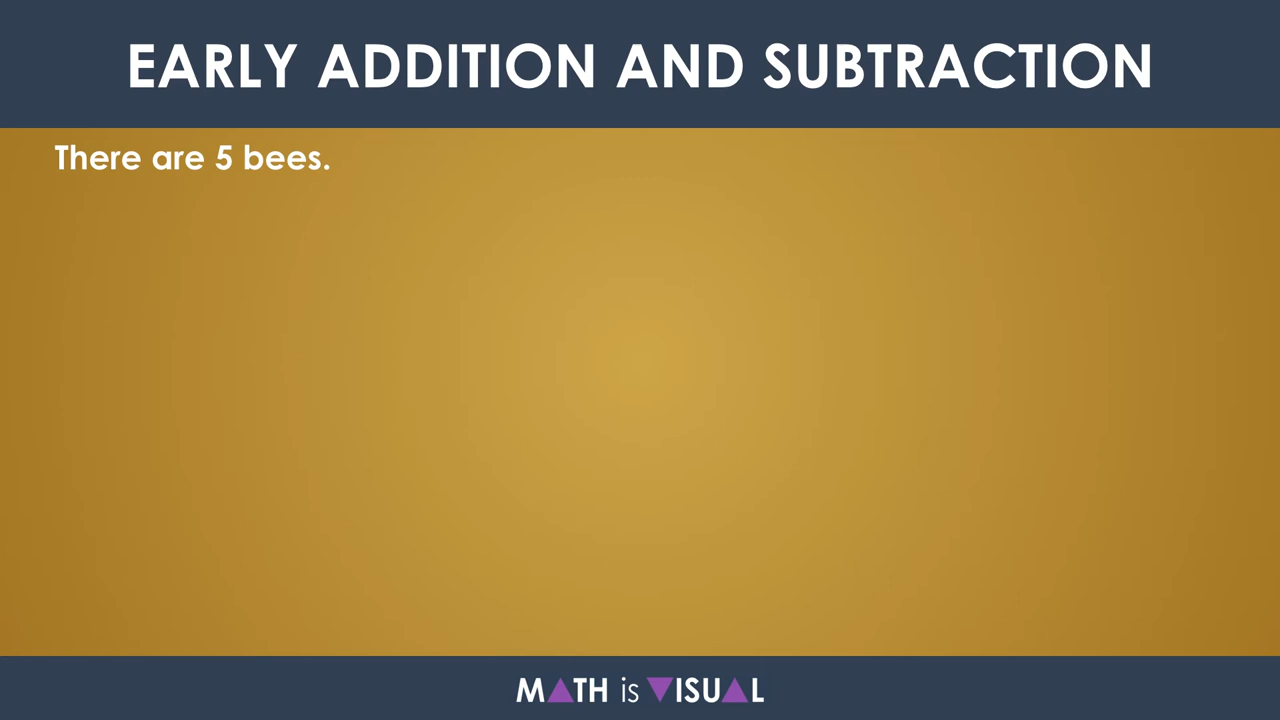 EARLY ADDITION AND SUBTRACTION
There are 5 bees.
MATH is VISUAL